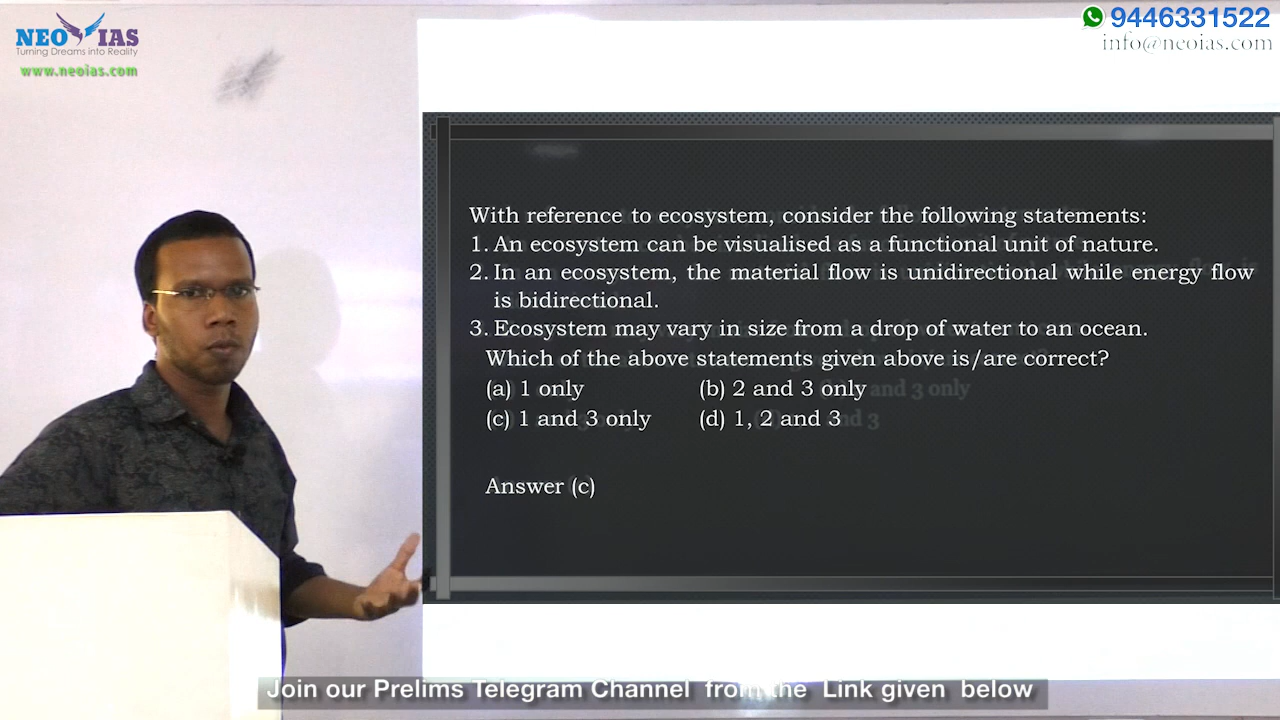 NEO IAS
Turning Dreams into Reality
www.neoias.com
9446331522
info@neoias.com
With reference to ecosystem, consider the following statements:
1. An ecosystem can be visualised as a functional unit of nature.
2. In an ecosystem, the material flow is unidirectional while energy flow
is bidirectional.
3. Ecosystem may vary in size from a drop of water to an ocean.
Which of the above statements given above is/are correct?
(a) 1 only (b) 2 and 3 only
(c) 1 and 3 only (d) 1, 2 and 3
Answer (c)
Join our Prelims Telegram Channel from the Link given below